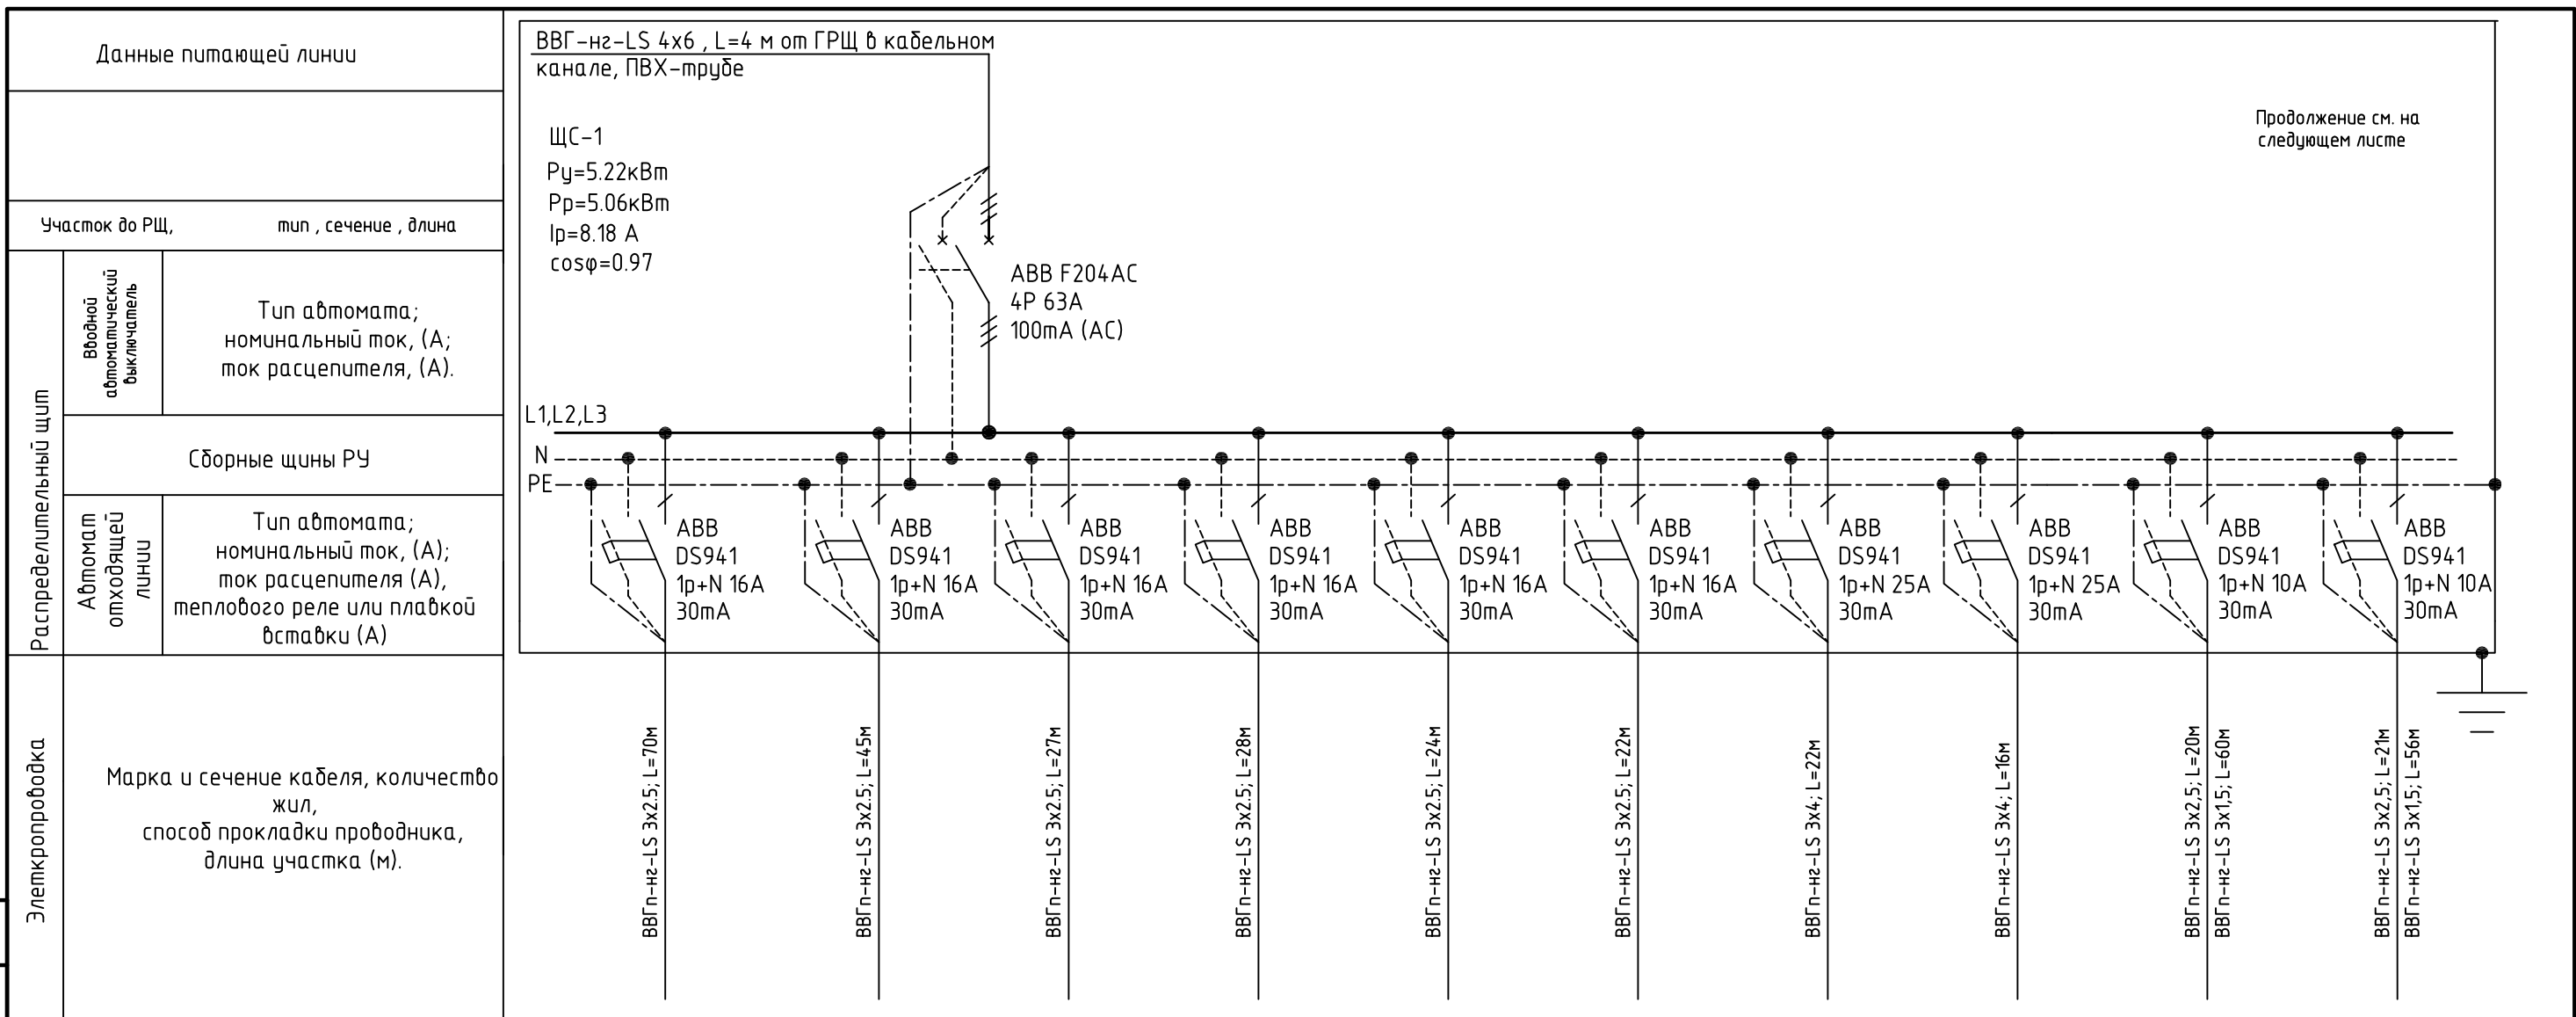 Данные питающей линии
Участок до РЩ, тип , сечение , длина
Распределительный щит
Вводной
автоматический
выключатель
Тип автомата;
номинальный ток, (А;
ток расцепителя, (А).
Сборные щины РУ
Автомат
отходящей
линии
Тип автомата;
номинальный ток, (А);
ток расцепителя (А),
теплового реле или плавкой
вставки (А)
Элеткропроводка
Марка и сечение кабеля, количество
жил,
способ прокладки проводника,
длина участка (м).
ВВГ-нг-LS 4х6 , L=4 м от ГРЩ в кабельном
канале, ПВХ-трубе
ЩС-1
Ру=5.22кВт
Рр=5.06кВт
Iр=8.18 А
cosφ=0.97
Продолжение см. на
следующем листе
ABB F204AC
4P 63A
100mA (AC)
L1,L2,L3
N
PE
ABB
DS941
1p+N 16A
30mA
ABB
DS941
1p+N 16A
30mA
ABB
DS941
1p+N 16A
30mA
ABB
DS941
1p+N 16A
30mA
ABB
DS941
1p+N 16A
30mA
ABB
DS941
1p+N 16A
30mA
ABB
DS941
1p+N 25A
30mA
ABB
DS941
1p+N 25A
30mA
ABB
DS941
1p+N 10A
30mA
ABB
DS941
1p+N 10A
30mA
ВВГп-нг-LS 3х2.5; L=70м
ВВГп-нг-LS 3х2.5; L=45м
ВВГп-нг-LS 3х2.5; L=27м
ВВГп-нг-LS 3х2.5; L=28м
ВВГп-нг-LS 3х2.5; L=24м
ВВГп-нг-LS 3х2.5; L=22м
ВВГп-нг-LS 3х4; L=22м
ВВГп-нг-LS 3х4; L=16м
ВВГп-нг-LS 3х2,5; L=20м
ВВГп-нг-LS 3х1,5; L=60м
ВВГп-нг-LS 3х2,5; L=21м
ВВГп-нг-LS 3х1,5; L=56м